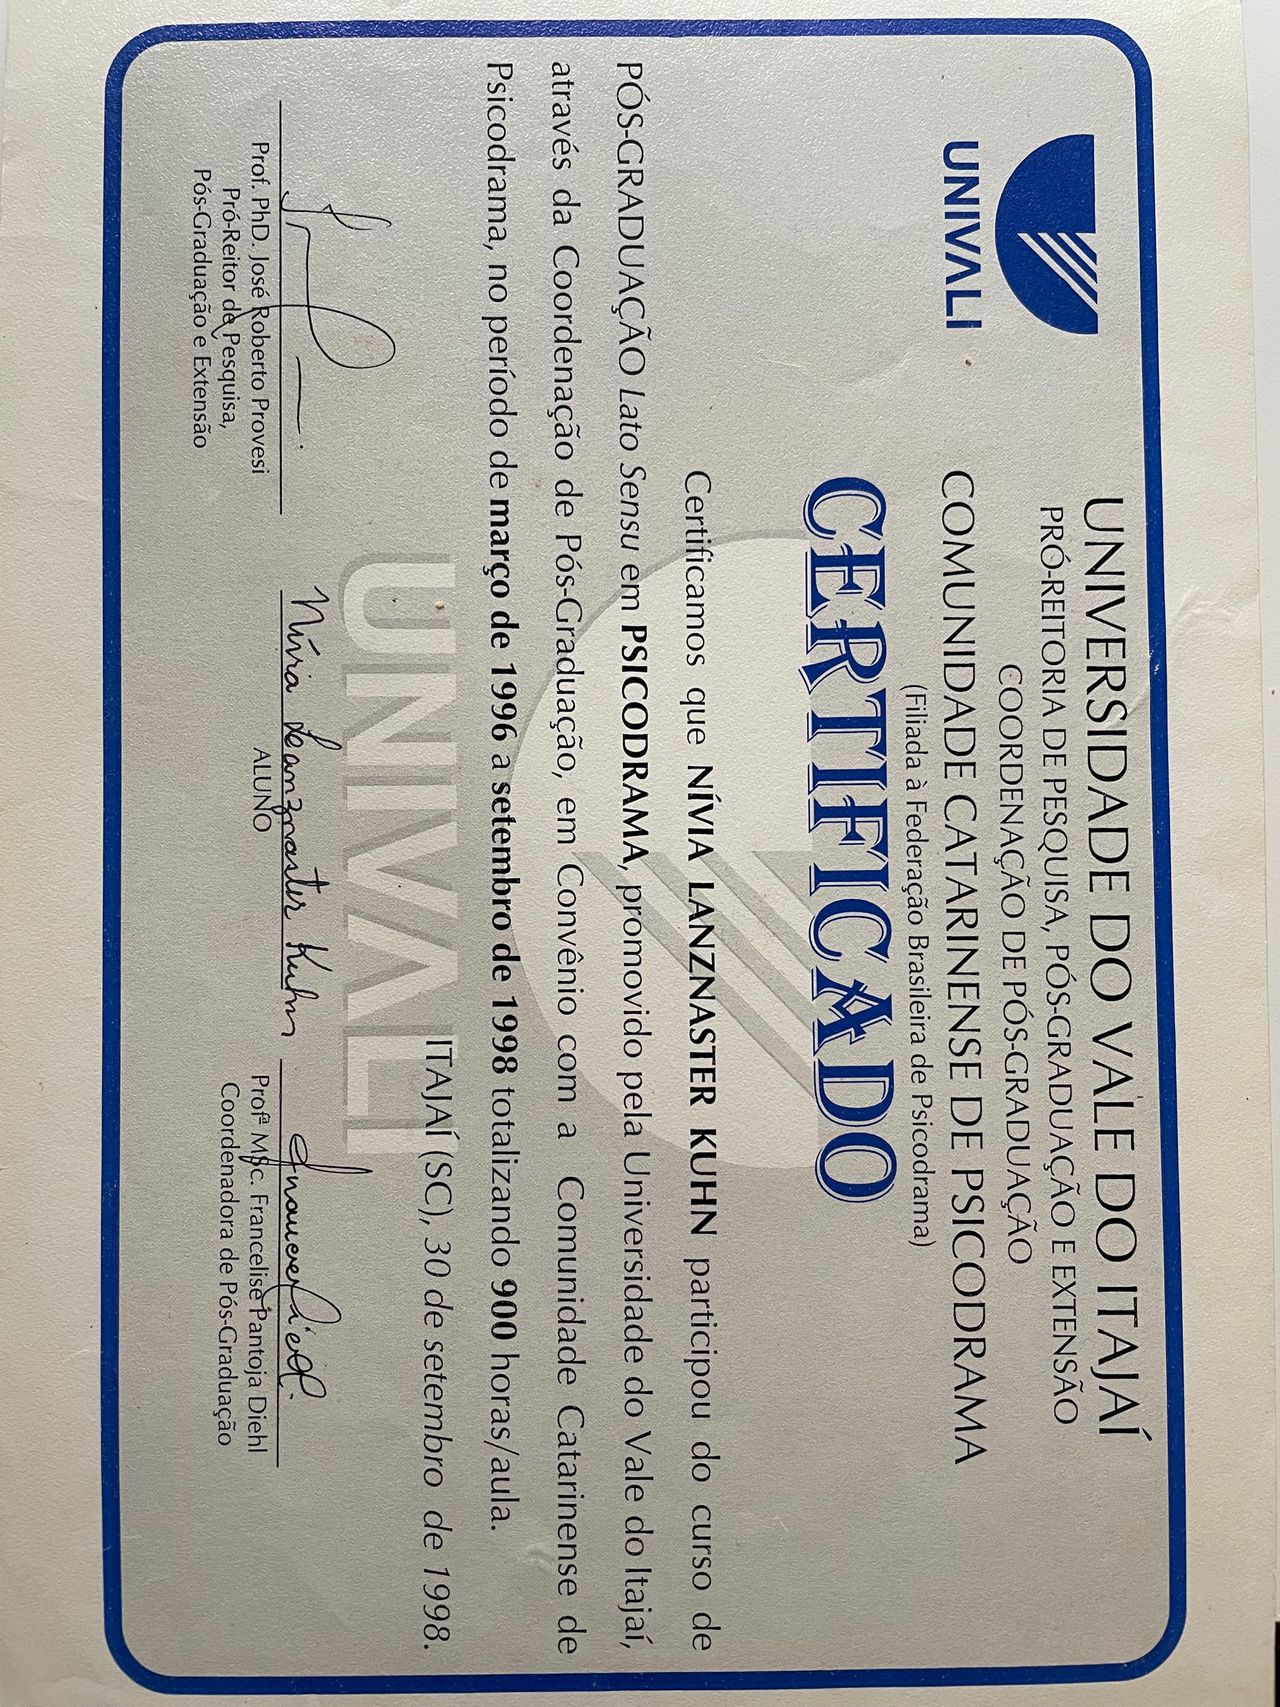 UNIVALI
UNIVERSIDADE DO VALE DO ITAJAÍ
PRÓ-REITORIA DE PESQUISA, PÓS-GRADUAÇÃO E EXTENSÃO
COORDENAÇÃO DE PÓS-GRADUAÇÃO
COMUNIDADE CATARINENSE DE PSICODRAMA
(Filiada à Federação Brasileira de Psicodrama)
CERTIFICADO
Certificamos que NÍVIA LANZNASTER KUHN participou do curso de
PÓS-GRADUAÇÃO Lato Sensu em PSICODRAMA, promovido pela Universidade do Vale do Itajaí,
através da Coordenação de Pós-Graduação, em Convênio com a Comunidade Catarinense de
Psicodrama, no período de março de 1996 a setembro de 1998 totalizando 900 horas/aula.
ITAJAÍ (SC), 30 de setembro de 1998.
UNIVALI
Prof. PhD. José Roberto Provesi
Pró-Reitor de Pesquisa,
Pós-Graduação e Extensão
Nívia Lanznaster Kuhn
ALUNO
Profª MSc. Francelise Pantoja Diehl
Coordenadora de Pós-Graduação